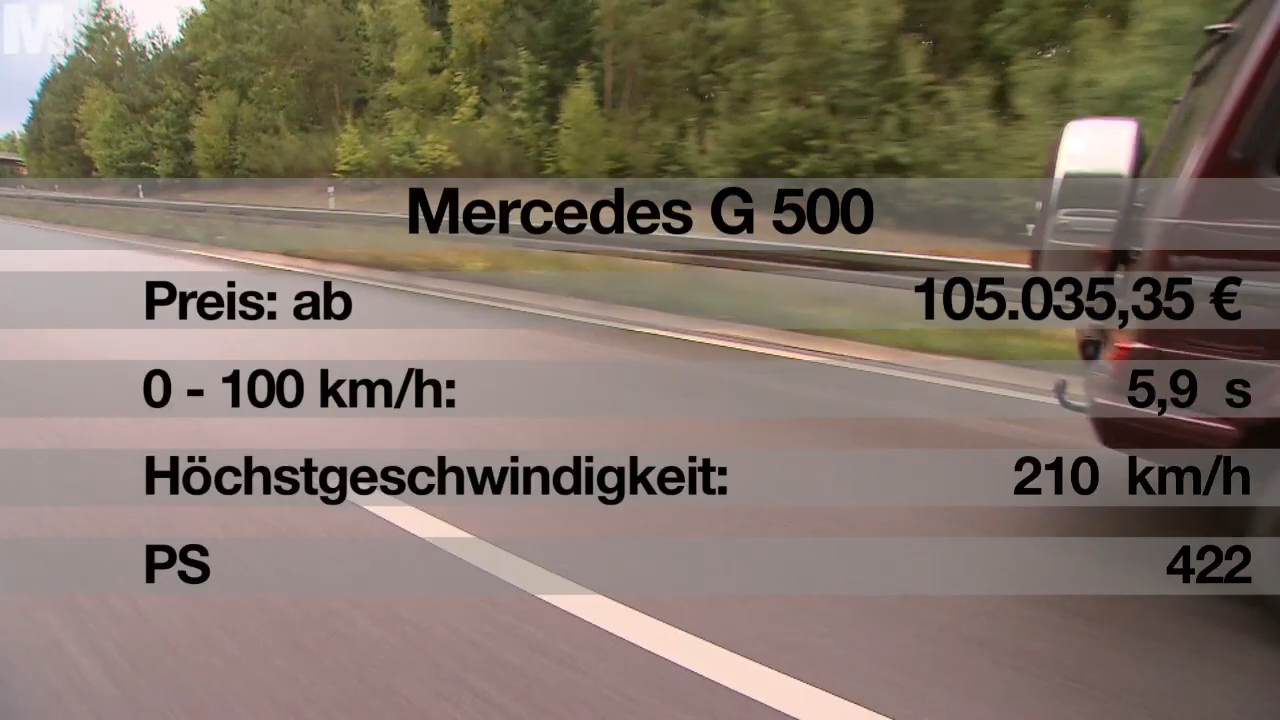 M
Mercedes G 500
Preis: ab 105.035,35 €
0 - 100 km/h: 5,9 s
Höchstgeschwindigkeit: 210 km/h
PS 422